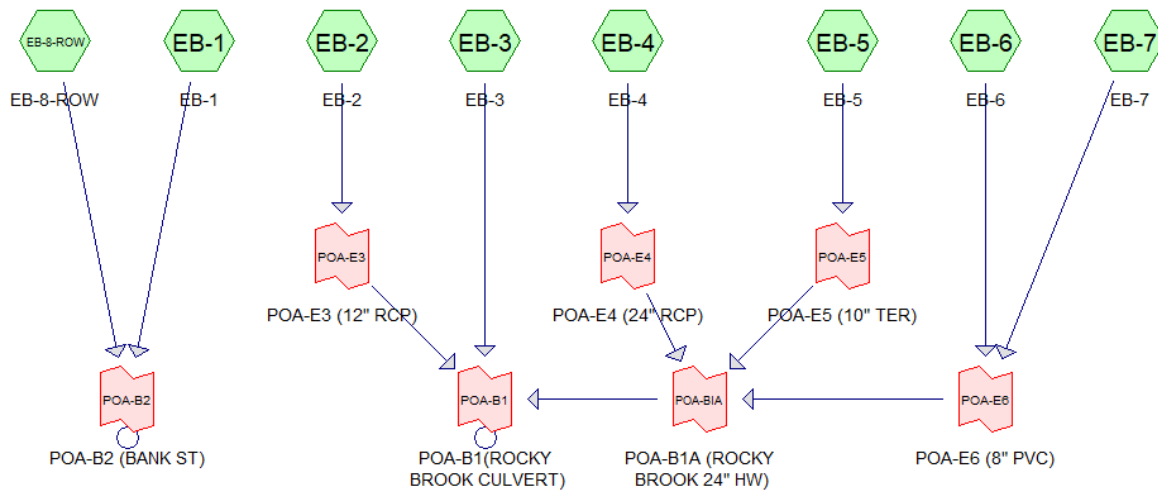 EB-8-ROW
EB-1
EB-2
EB-3
EB-4
EB-5
EB-6
EB-7
EB-8-ROW
EB-1
EB-2
EB-3
EB-4
EB-5
EB-6
EB-7
POA-E3
POA-E4
POA-E5
POA-E3 (12" RCP)
POA-E4 (24" RCP)
POA-E5 (10" TER)
POA-B2
POA-B1
POA-BIA
POA-E6
POA-B2 (BANK ST)
POA-B1(ROCKY
BROOK CULVERT)
POA-B1A (ROCKY
BROOK 24" HW)
POA-E6 (8" PVC)